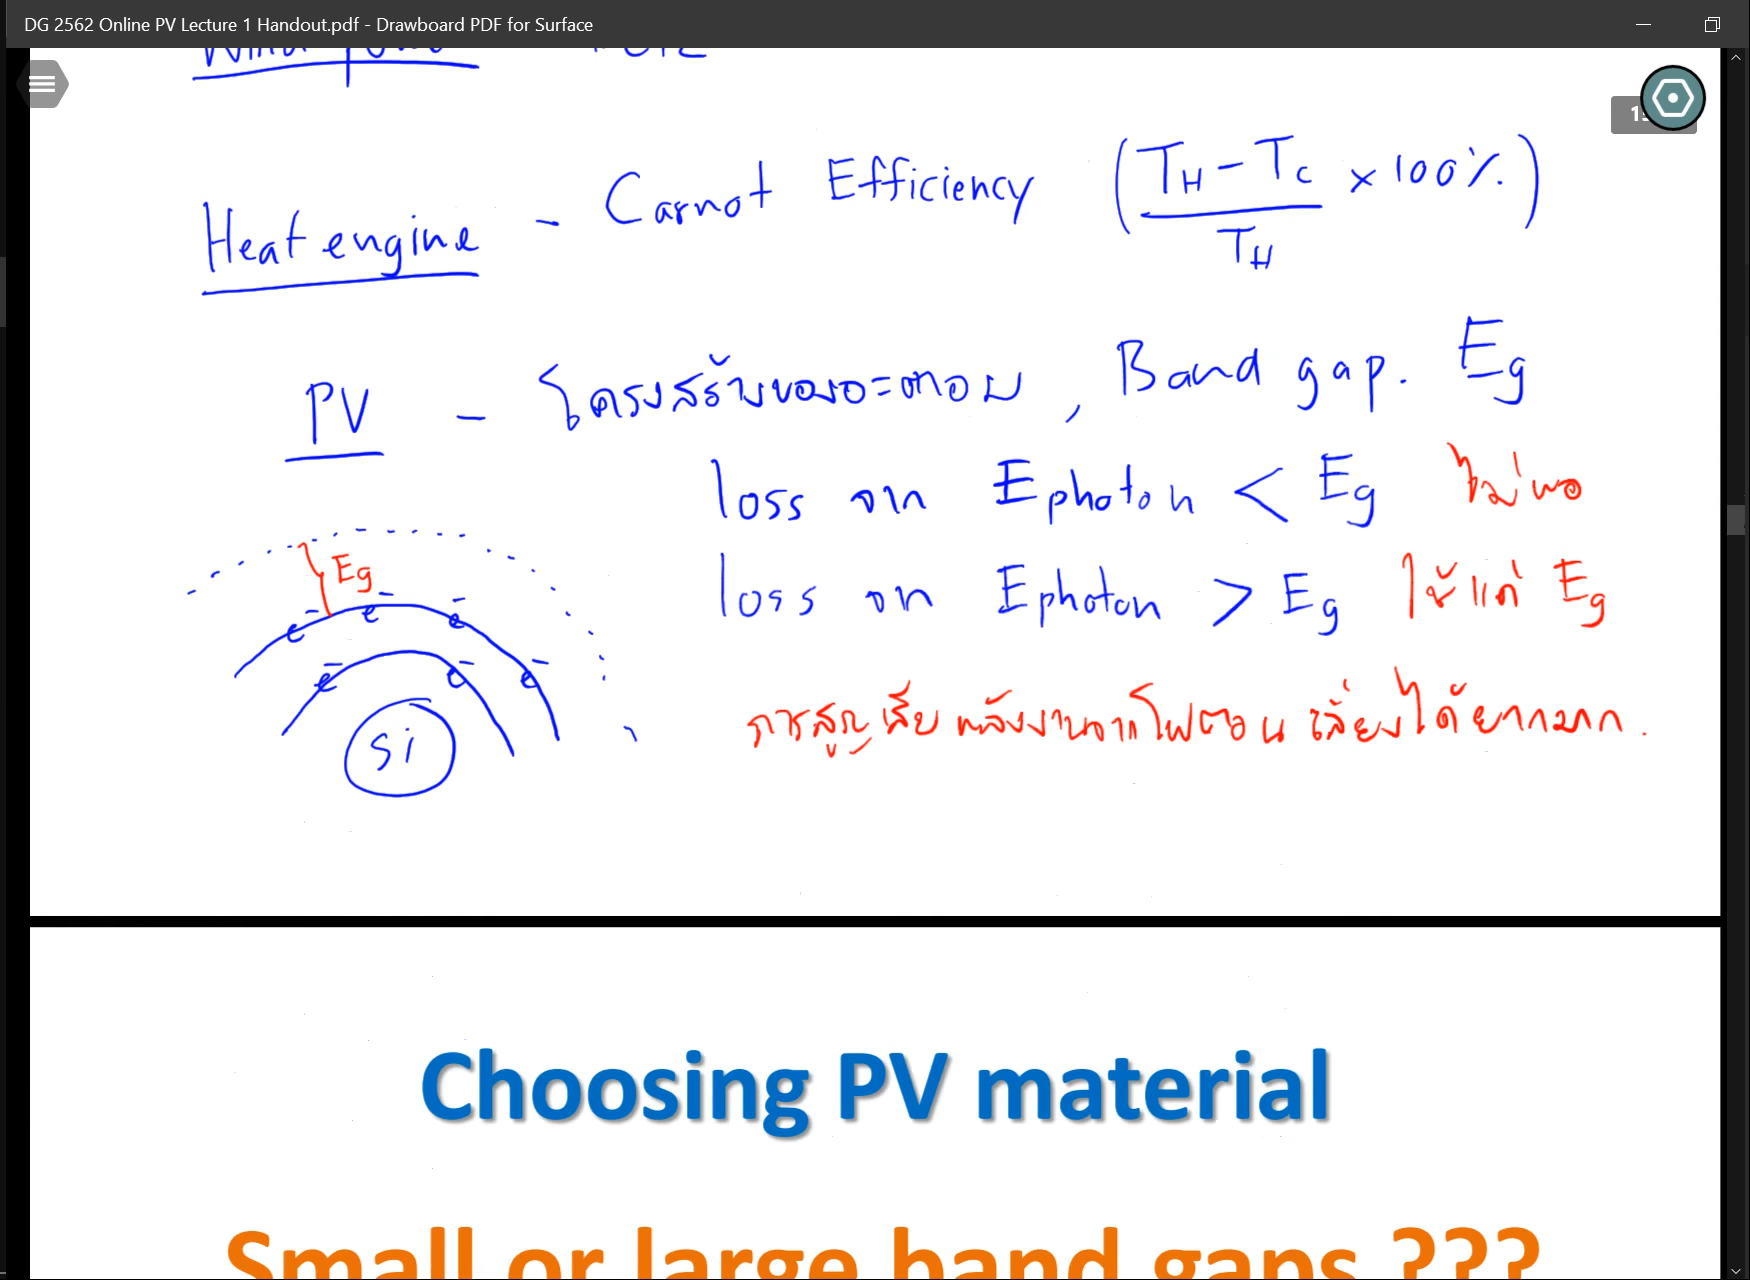 DG 2562 Online PV Lecture 1 Handout.pdf - Drawboard PDF for Surface
Heat engine - Carnot Efficiency (TH - TC / TH × 100%)
PV - โครงสร้างของอะตอม, Band gap. Eg
loss จาก Ephoton < Eg ไม่พอ
loss จาก Ephoton > Eg ใช้แค่ Eg
การสูญเสียพลังงานจากโฟตอน เลี่ยงได้ยากมาก.
Eg
e⁻ e⁻ e⁻
e⁻ e⁻ e⁻
Si
Choosing PV material
Small or large band gaps ???